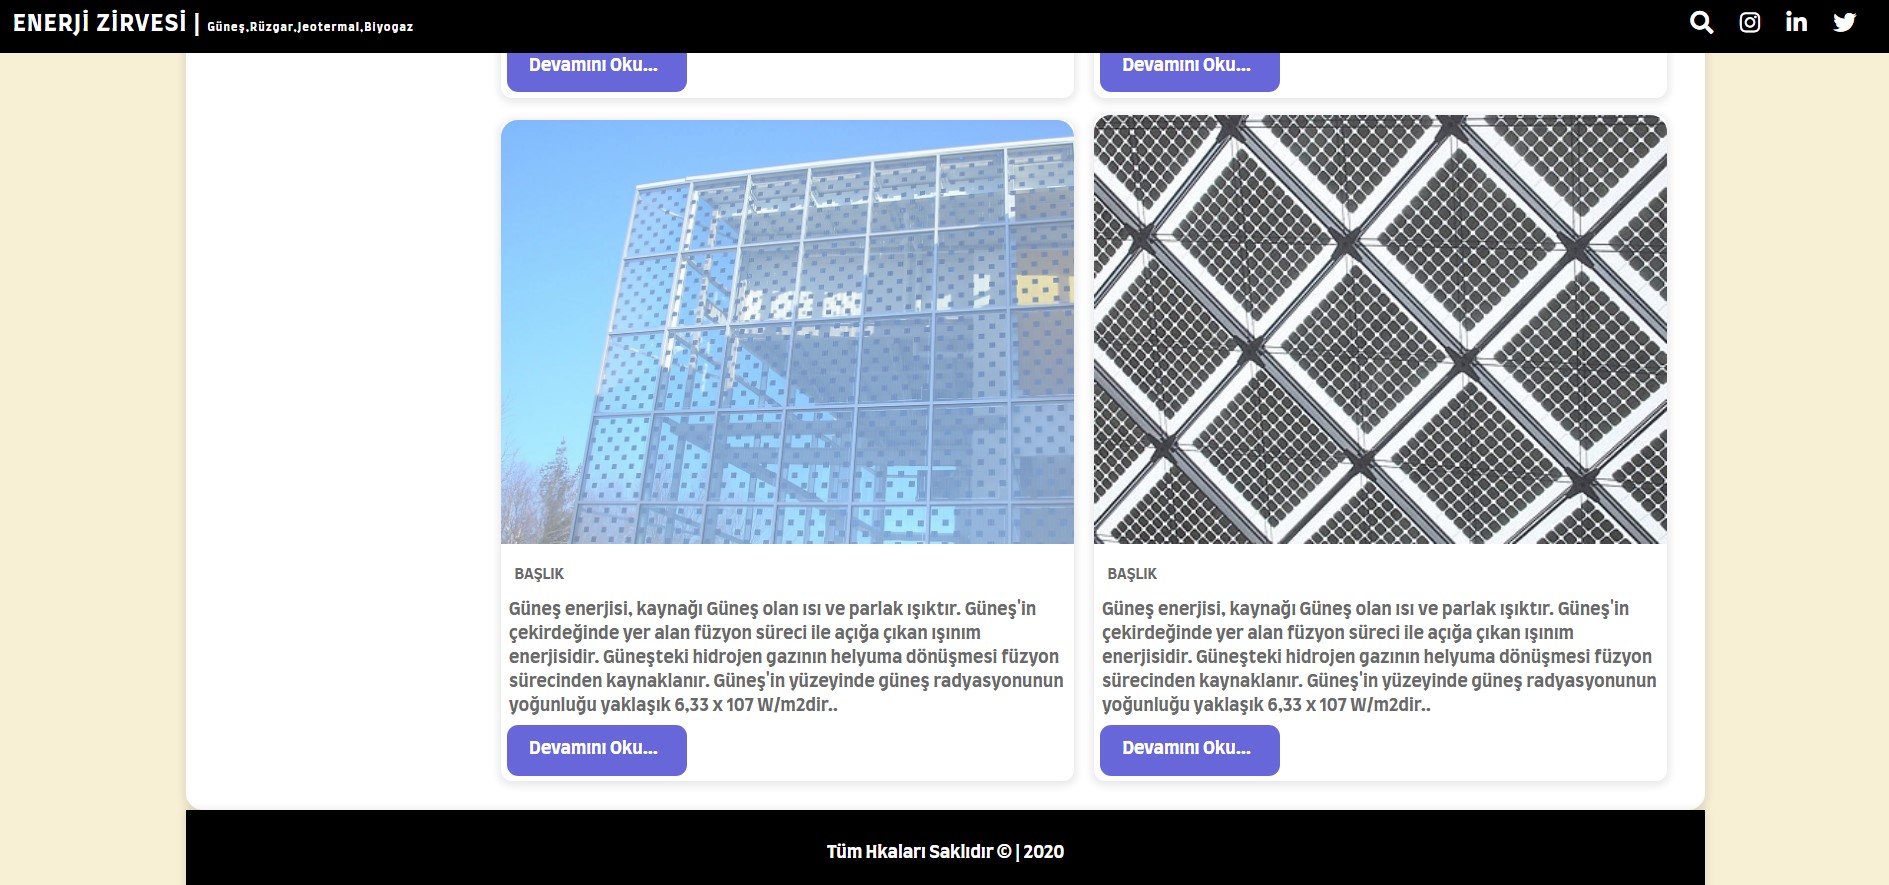 ENERJİ ZİRVESİ | Güneş,Rüzgar,Jeotermal,Biyogaz
Devamını Oku...
Devamını Oku...
BAŞLIK
Güneş enerjisi, kaynağı Güneş olan ısı ve parlak ışıktır. Güneş'in
çekirdeğinde yer alan füzyon süreci ile açığa çıkan ışınım
enerjisidir. Güneşteki hidrojen gazının helyuma dönüşmesi füzyon
sürecinden kaynaklanır. Güneş'in yüzeyinde güneş radyasyonunun
yoğunluğu yaklaşık 6,33 x 107 W/m2dir..
Devamını Oku...
BAŞLIK
Güneş enerjisi, kaynağı Güneş olan ısı ve parlak ışıktır. Güneş'in
çekirdeğinde yer alan füzyon süreci ile açığa çıkan ışınım
enerjisidir. Güneşteki hidrojen gazının helyuma dönüşmesi füzyon
sürecinden kaynaklanır. Güneş'in yüzeyinde güneş radyasyonunun
yoğunluğu yaklaşık 6,33 x 107 W/m2dir..
Devamını Oku...
Tüm Hkaları Saklıdır © | 2020